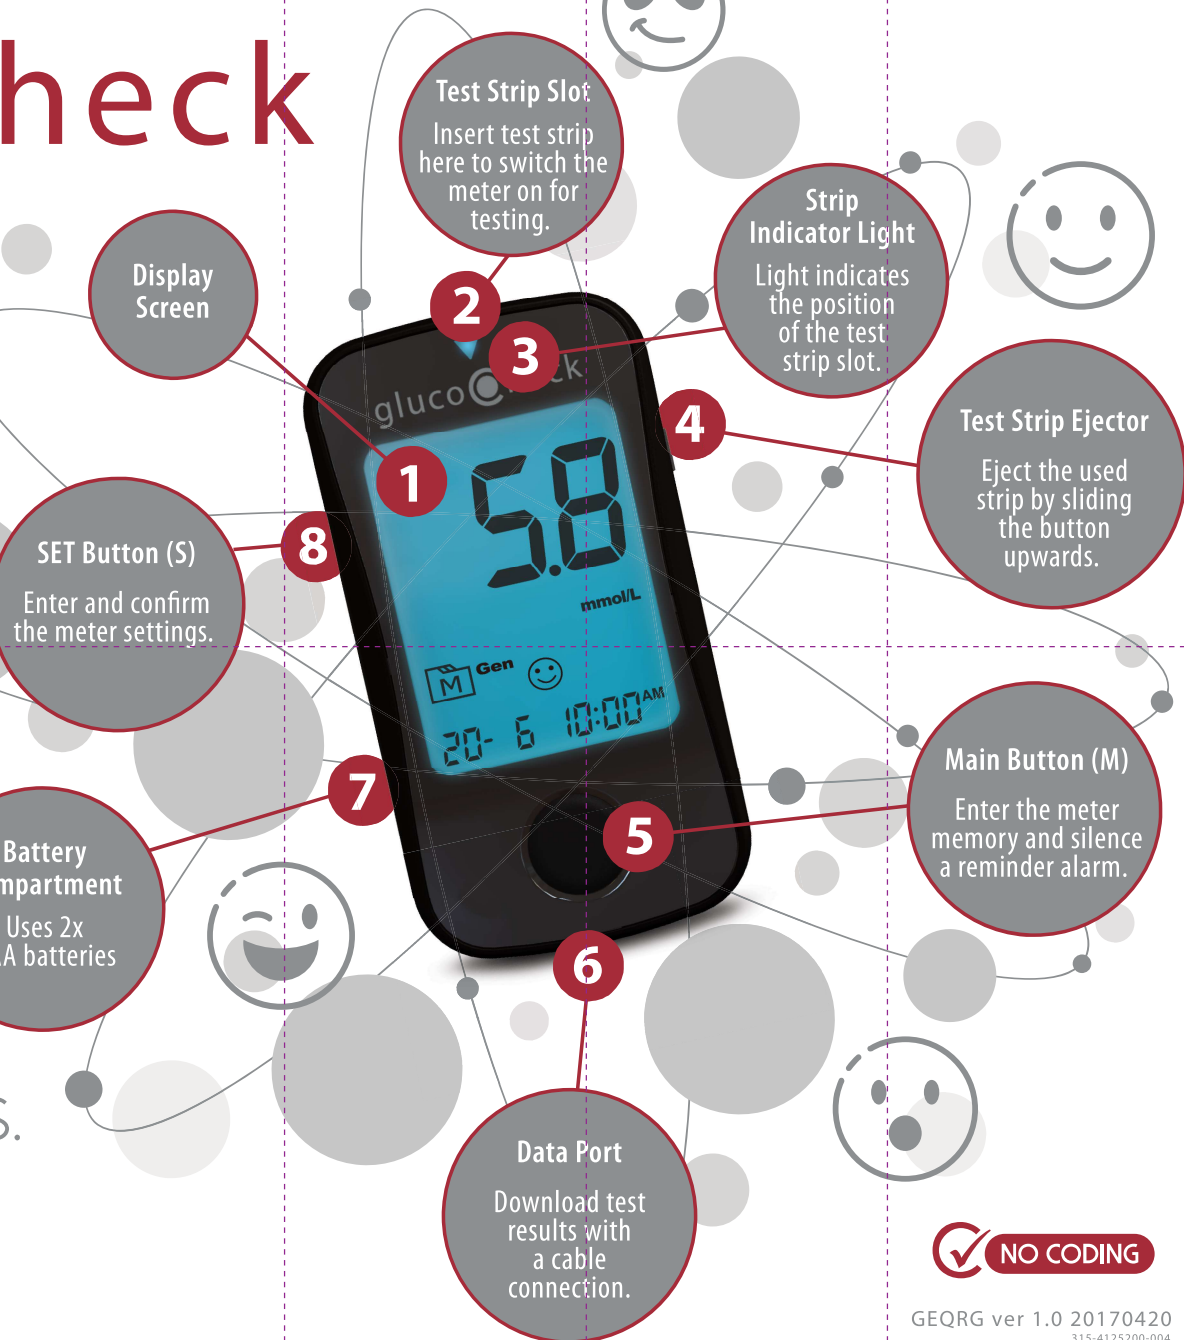 heck
Test Strip Slot
Insert test strip
here to switch the
meter on for
testing.
Strip
Indicator Light
Light indicates
the position
of the test
strip slot.
Display
Screen
2
3
gluco ck
4
Test Strip Ejector
Eject the used
strip by sliding
the button
upwards.
1
5.8
mmol/L
8
SET Button (S)
Enter and confirm
the meter settings.
M Gen
20- 6 10:00 AM
7
Battery
mpartment
Uses 2x
A batteries
5
Main Button (M)
Enter the meter
memory and silence
a reminder alarm.
6
s.
Data Port
Download test
results with
a cable
connection.
NO CODING
GEQRG ver 1.0 20170420
315-4125200-004